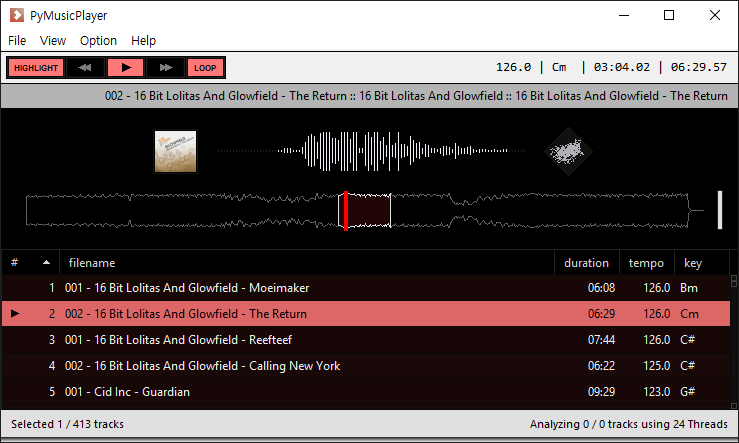 PyMusicPlayer
File View Option Help
HIGHLIGHT LOOP 126.0 | Cm | 03:04.02 | 06:29.57
002 - 16 Bit Lolitas And Glowfield - The Return :: 16 Bit Lolitas And Glowfield :: 16 Bit Lolitas And Glowfield - The Return
# filename duration tempo key
1 001 - 16 Bit Lolitas And Glowfield - Moeimaker 06:08 126.0 Bm
2 002 - 16 Bit Lolitas And Glowfield - The Return 06:29 126.0 Cm
3 001 - 16 Bit Lolitas And Glowfield - Reefteef 07:44 126.0 C#
4 002 - 16 Bit Lolitas And Glowfield - Calling New York 06:22 125.0 C#
5 001 - Cid Inc - Guardian 09:29 123.0 G#
Selected 1 / 413 tracks Analyzing 0 / 0 tracks using 24 Threads